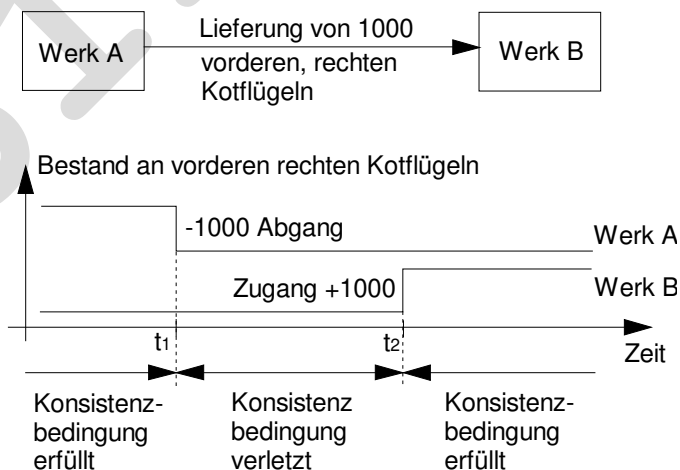 Werk A
Lieferung von 1000
vorderen, rechten
Kotflügeln
Werk B
Bestand an vorderen rechten Kotflügeln
-1000 Abgang
Werk A
Zugang +1000
Werk B
t1
t2
Zeit
Konsistenz-
bedingung
erfüllt
Konsistenz
bedingung
verletzt
Konsistenz-
bedingung
erfüllt